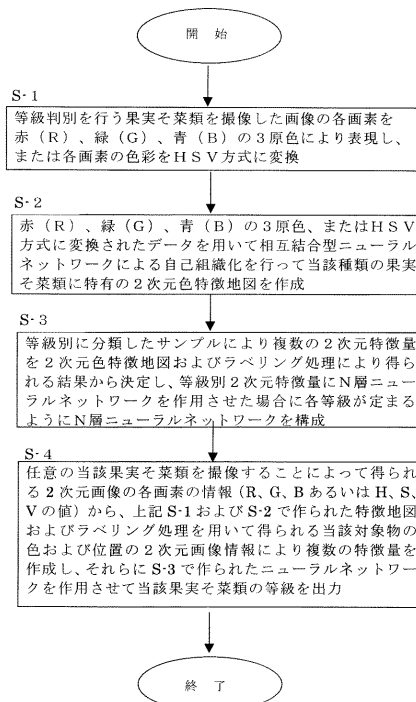 開 始
S-1
等級判別を行う果実そ菜類を撮像した画像の各画素を
赤(R)、緑(G)、青(B)の3原色により表現し、
または各画素の色彩をHSV方式に変換
S-2
赤(R)、緑(G)、青(B)の3原色、またはHSV
方式に変換されたデータを用いて相互結合型ニューラル
ネットワークによる自己組織化を行って当該種類の果実
そ菜類に特有の2次元色特徴地図を作成
S-3
等級別に分類したサンプルにより複数の2次元特徴量
を2次元色特徴地図およびラベリング処理により得ら
れる結果から決定し、等級別2次元特徴量にN層ニュー
ラルネットワークを作用させた場合に各等級が定まる
ようにN層ニューラルネットワークを構成
S-4
任意の当該果実そ菜類を撮像することによって得られ
る2次元画像の各画素の情報(R、G、BあるいはH、S、
Vの値)から、上記S-1およびS-2で作られた特徴地図
およびラベリング処理を用いて得られる当該対象物の
色および位置の2次元画像情報により複数の特徴量を
作成し、それらにS-3で作られたニューラルネットワー
クを作用させて当該果実そ菜類の等級を出力
終 了